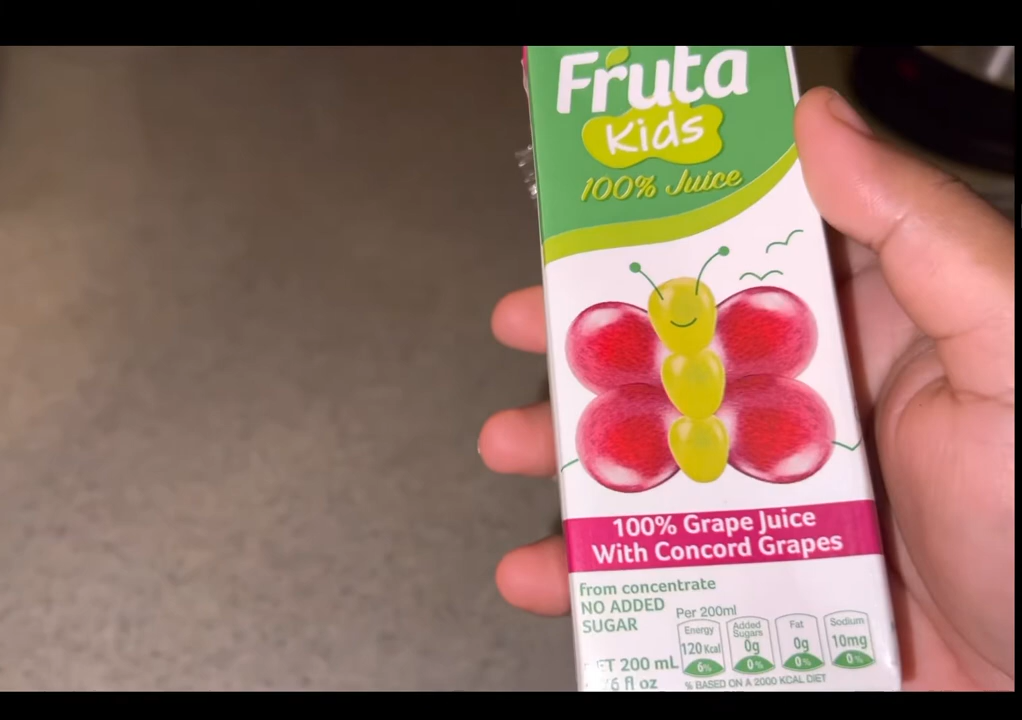 Fruta
Kids
100% Juice
100% Grape Juice
With Concord Grapes
from concentrate
NO ADDED
SUGAR
Per 200ml
Energy
120 Kcal
6%
Added
Sugars
0g
0%
Fat
0g
0%
Sodium
10mg
0%
200 mL
fl oz
% BASED ON A 2000 KCAL DIET